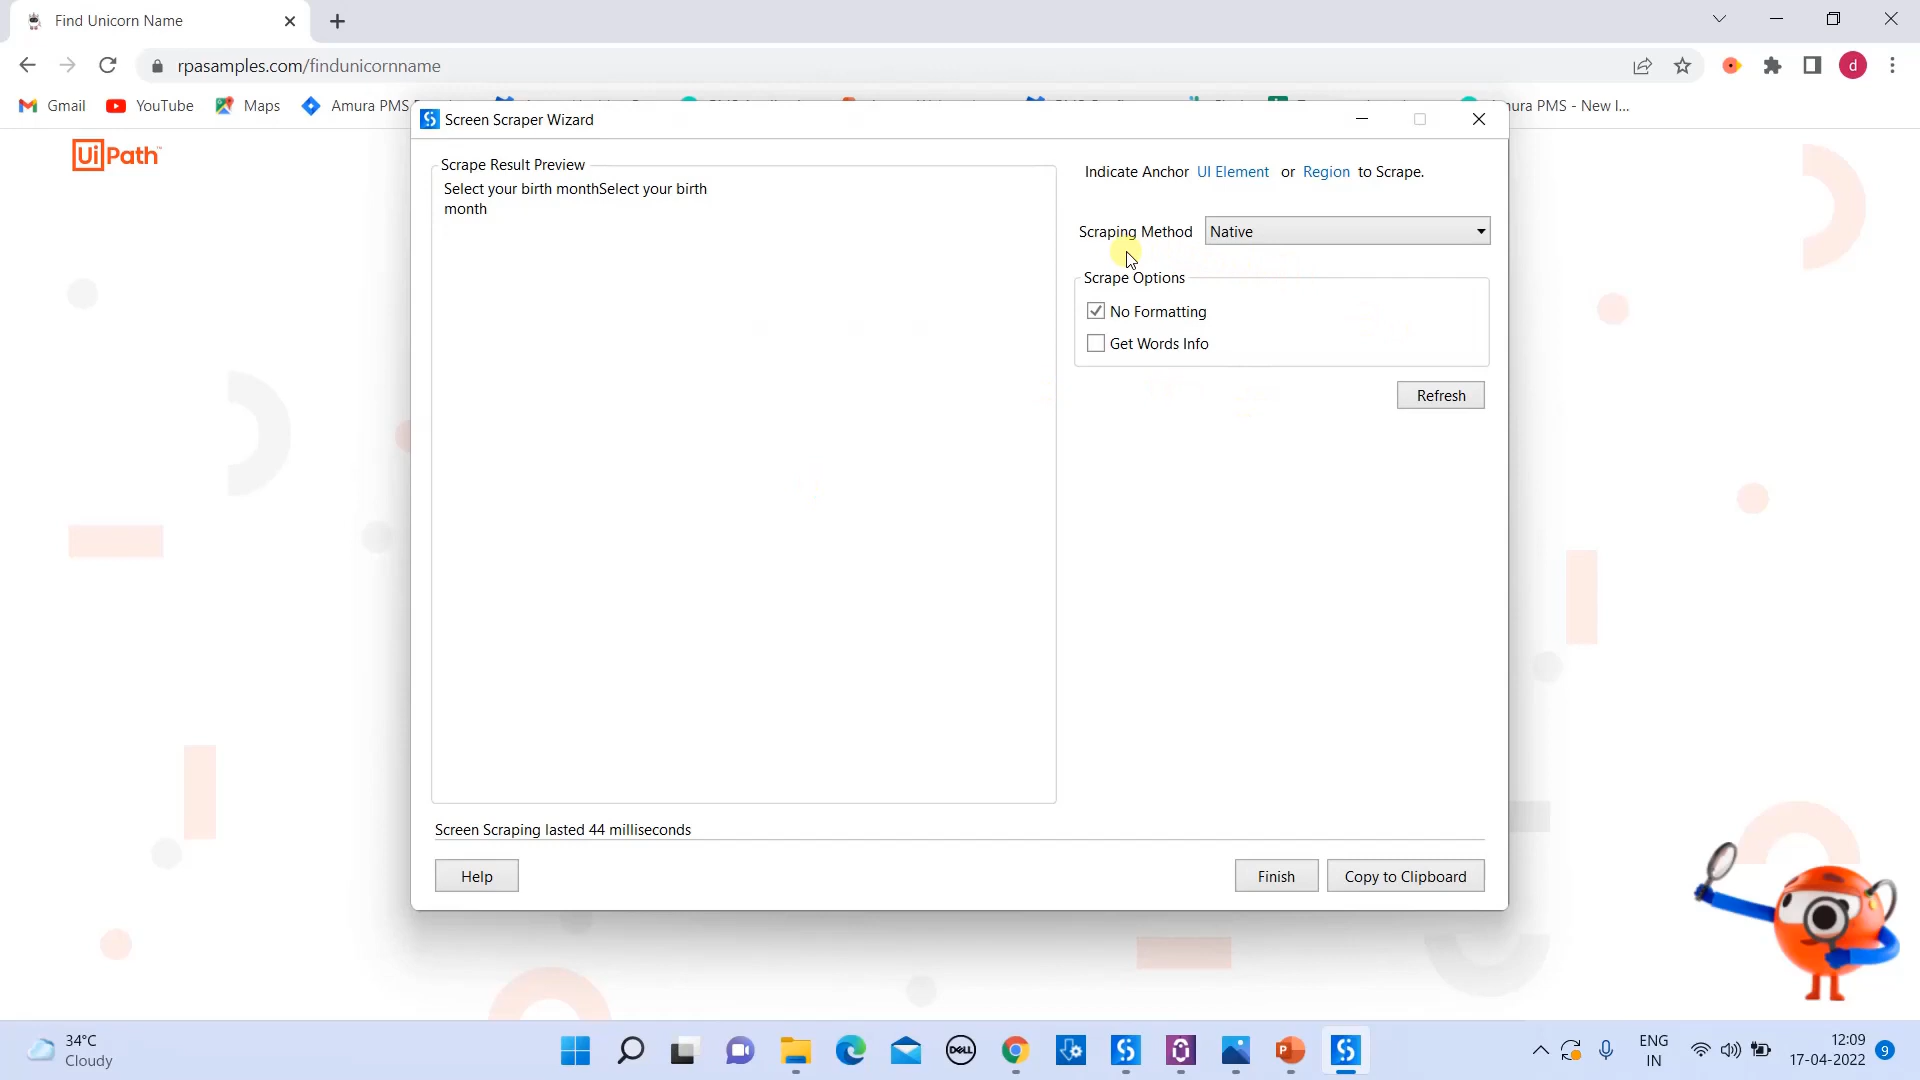 Find Unicorn Name
rpasamples.com/findunicornname
d
Gmail
YouTube
Maps
Amura PMS
mura PMS - New I...
UiPath
Screen Scraper Wizard
Scrape Result Preview
Select your birth monthSelect your birth
month
Indicate Anchor UI Element or Region to Scrape.
Scraping Method Native
Scrape Options
No Formatting
Get Words Info
Refresh
Screen Scraping lasted 44 milliseconds
Help
Finish
Copy to Clipboard
34°C
Cloudy
DELL
ENG
IN
12:09
17-04-2022
9